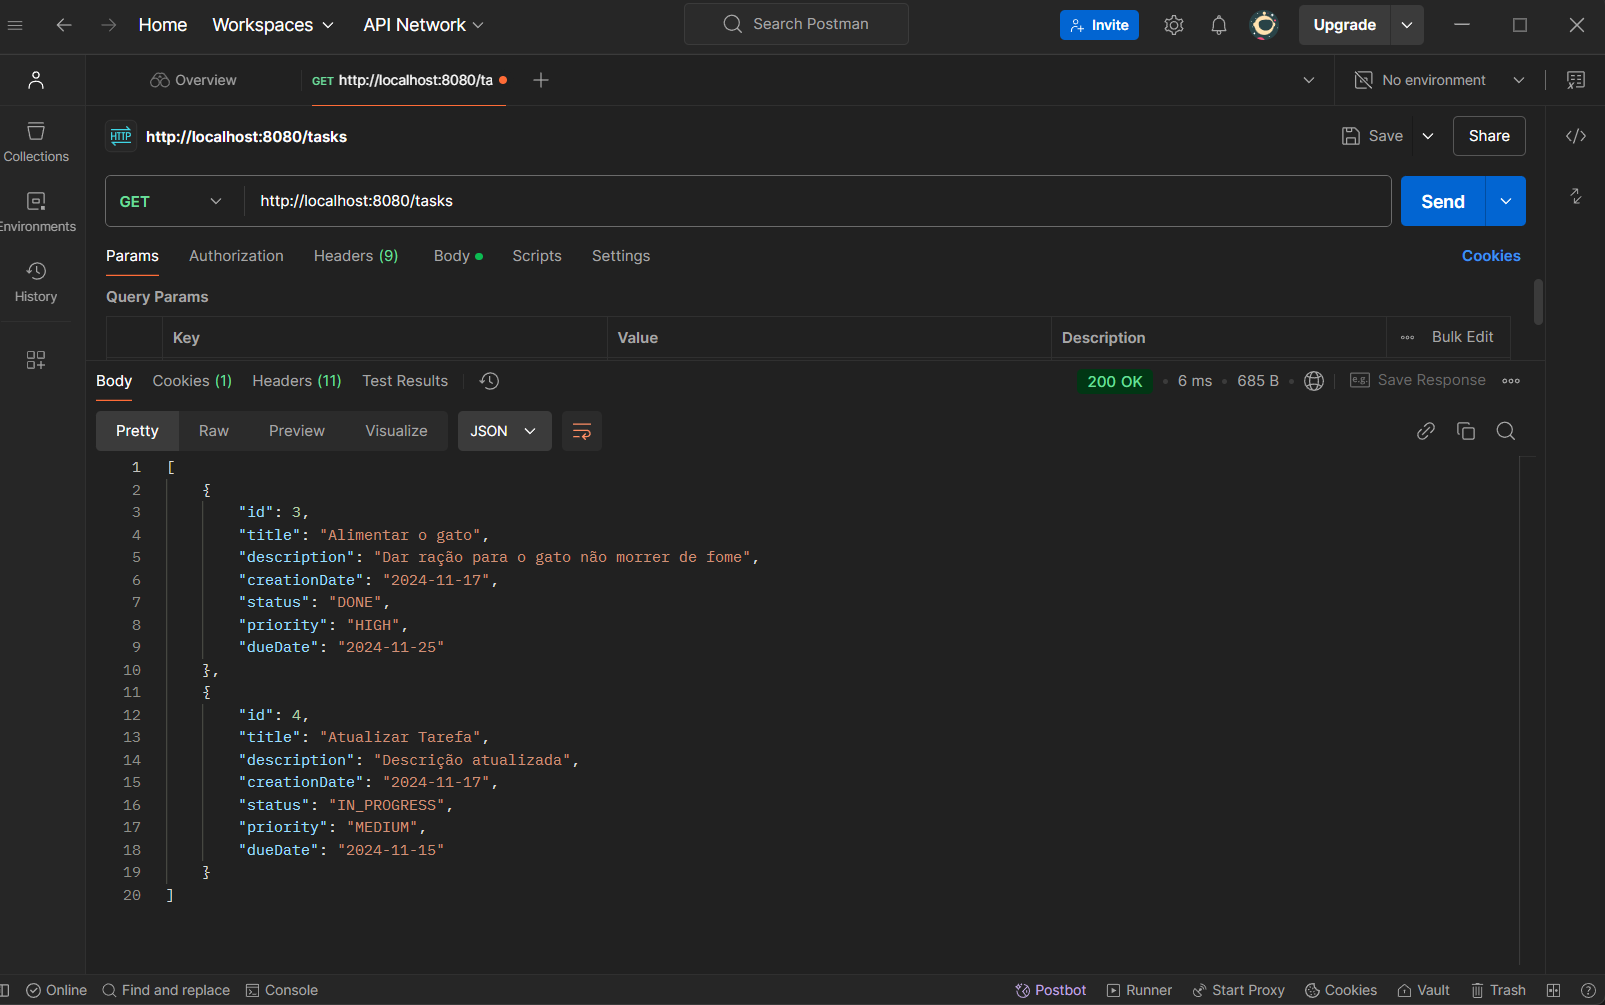 Home Workspaces API Network Search Postman Invite Upgrade
Overview GET http://localhost:8080/ta No environment
HTTP http://localhost:8080/tasks Save Share
Collections
GET http://localhost:8080/tasks Send
Environments
Params Authorization Headers (9) Body Scripts Settings Cookies
History
Query Params
Key Value Description Bulk Edit
Body Cookies (1) Headers (11) Test Results 200 OK 6 ms 685 B e.g. Save Response
Pretty Raw Preview Visualize JSON
1 [
2 {
3 "id": 3,
4 "title": "Alimentar o gato",
5 "description": "Dar ração para o gato não morrer de fome",
6 "creationDate": "2024-11-17",
7 "status": "DONE",
8 "priority": "HIGH",
9 "dueDate": "2024-11-25"
10 },
11 {
12 "id": 4,
13 "title": "Atualizar Tarefa",
14 "description": "Descrição atualizada",
15 "creationDate": "2024-11-17",
16 "status": "IN_PROGRESS",
17 "priority": "MEDIUM",
18 "dueDate": "2024-11-15"
19 }
20 ]
Online Find and replace Console Postbot Runner Start Proxy Cookies Vault Trash